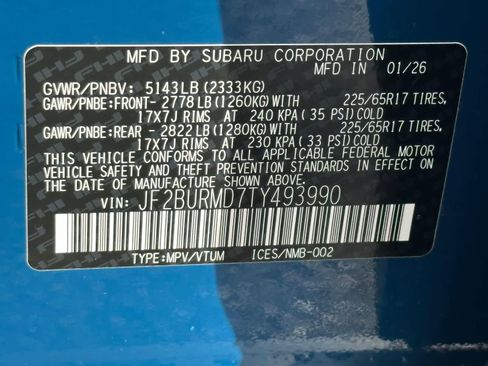 MFD BY SUBARU CORPORATION
MFD IN 01/26
GVWR/PNBV: 5143LB (2333KG)
GAWR/PNBE:FRONT- 2778LB (1260KG)WITH 225/65R17 TIRES,
17X7J RIMS AT 240 KPA (35 PSI)COLD
GAWR/PNBE:REAR - 2822LB (1280KG)WITH 225/65R17 TIRES,
17X7J RIMS AT 230 KPA (33 PSI)COLD
THIS VEHICLE CONFORMS TO ALL APPLICABLE FEDERAL MOTOR
VEHICLE SAFETY AND THEFT PREVENTION STANDARDS IN
EFFECT ON THE DATE OF MANUFACTURE SHOWN ABOVE.
VIN: JF2BURMD7TY493990
TYPE:MPV/VTUM ICES/NMB-002